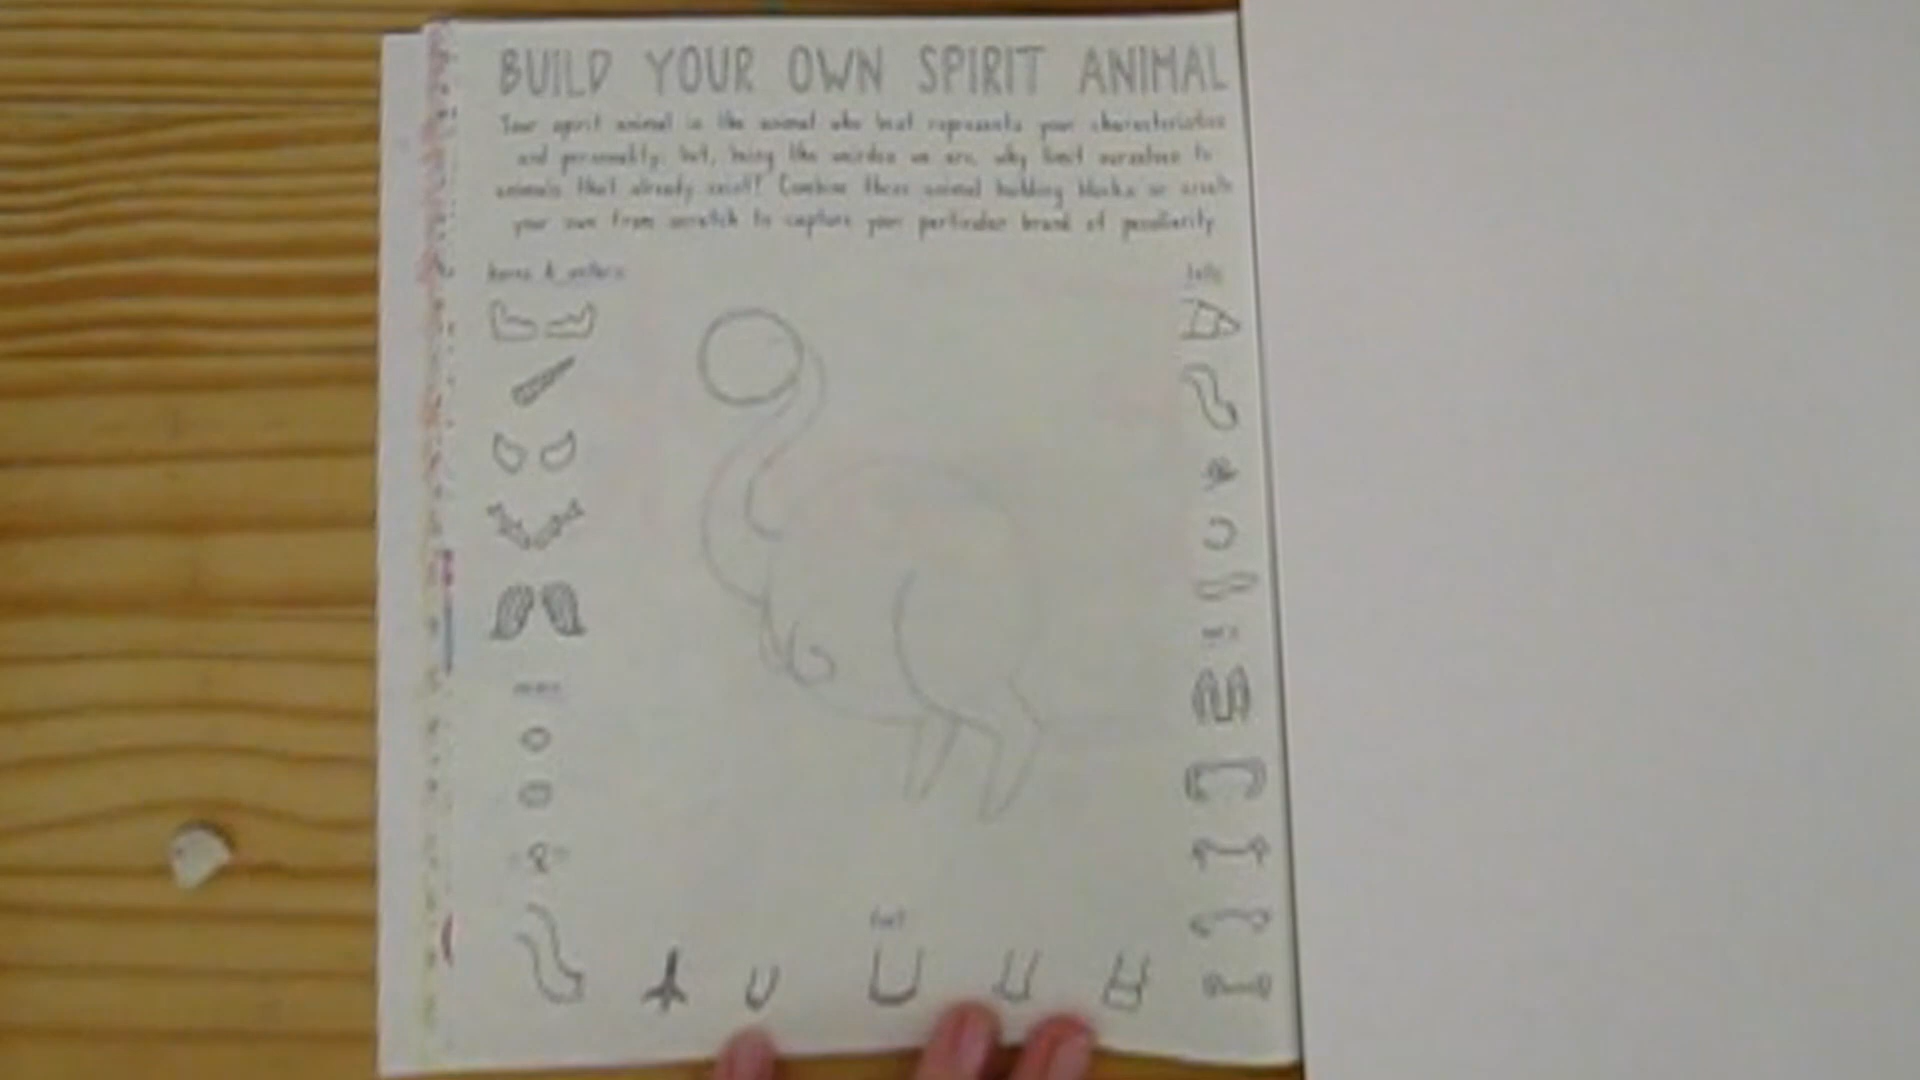 BUILD YOUR OWN SPIRIT ANIMAL
Your spirit animal is the animal who best represents your characteristics
and personality. but, being the weirdos we are, why limit ourselves to
animals that already exist? Combine these animal building blocks or create
your own from scratch to capture your particular brand of peculiarity
horns & antlers
tails
feet